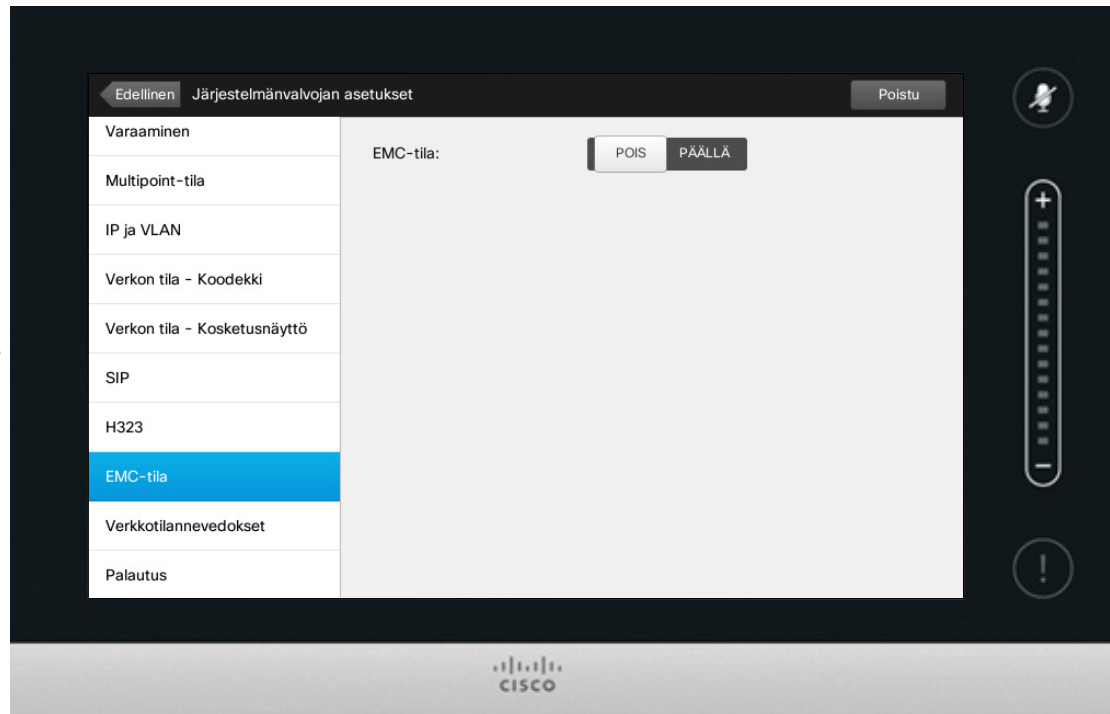 Edellinen Järjestelmänvalvojan asetukset Poistu
Varaaminen
EMC-tila: POIS PÄÄLLÄ
Multipoint-tila
IP ja VLAN
Verkon tila - Koodekki
Verkon tila - Kosketusnäyttö
SIP
H323
EMC-tila
Verkkotilannevedokset
Palautus
+
-
!
CISCO